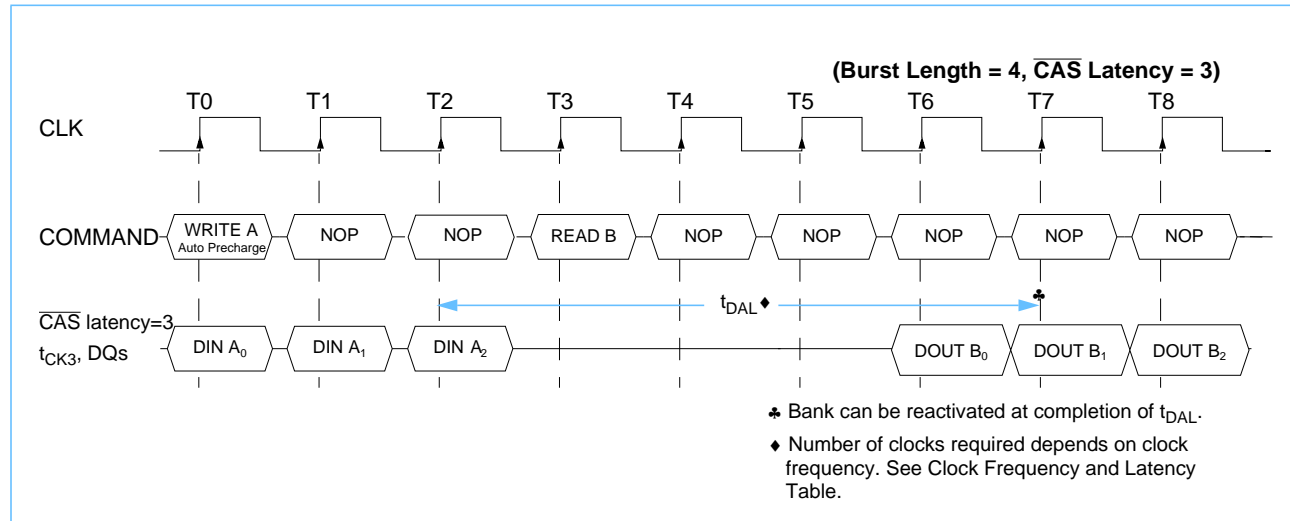 (Burst Length = 4, CAS Latency = 3)
T0 T1 T2 T3 T4 T5 T6 T7 T8
CLK
COMMAND WRITE A NOP NOP READ B NOP NOP NOP NOP NOP
Auto Precharge
tDAL♦ ♣
CAS latency=3
tCK3, DQs DIN A0 DIN A1 DIN A2 DOUT B0 DOUT B1 DOUT B2
♣ Bank can be reactivated at completion of tDAL.
♦ Number of clocks required depends on clock
frequency. See Clock Frequency and Latency
Table.